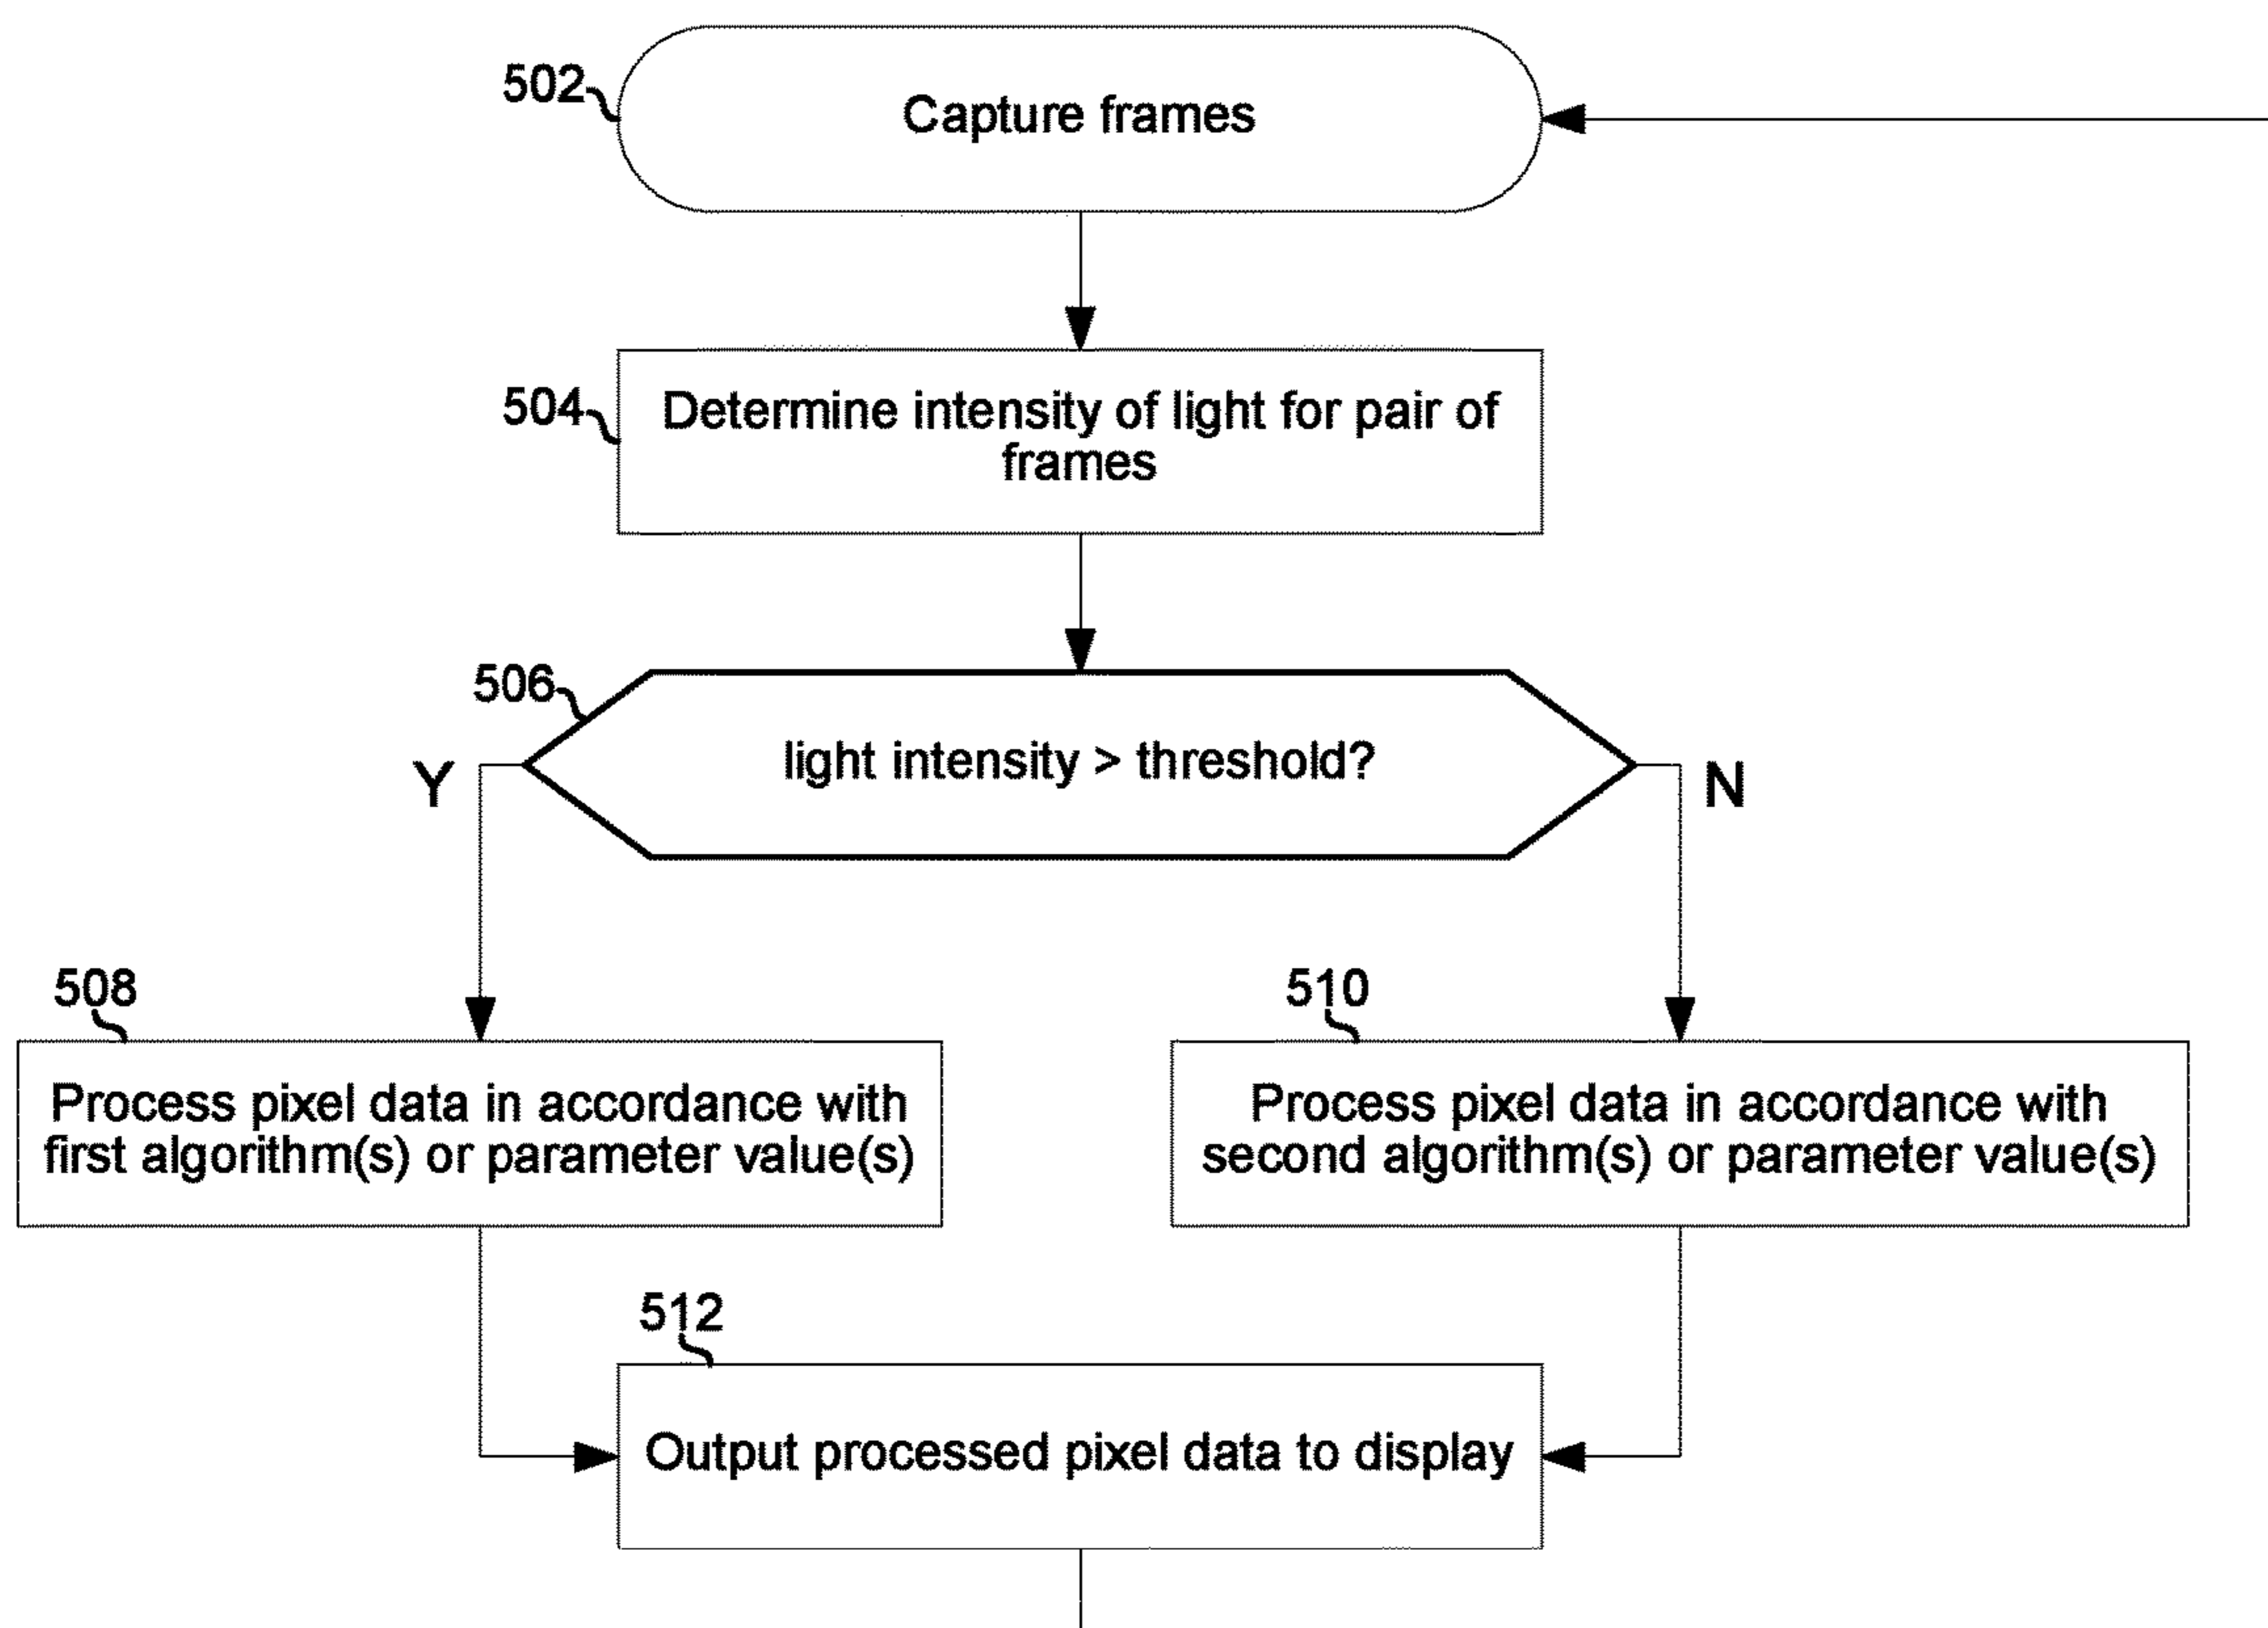 502
Capture frames
504
Determine intensity of light for pair of
frames
506
light intensity > threshold?
Y
N
508
510
Process pixel data in accordance with
first algorithm(s) or parameter value(s)
Process pixel data in accordance with
second algorithm(s) or parameter value(s)
512
Output processed pixel data to display